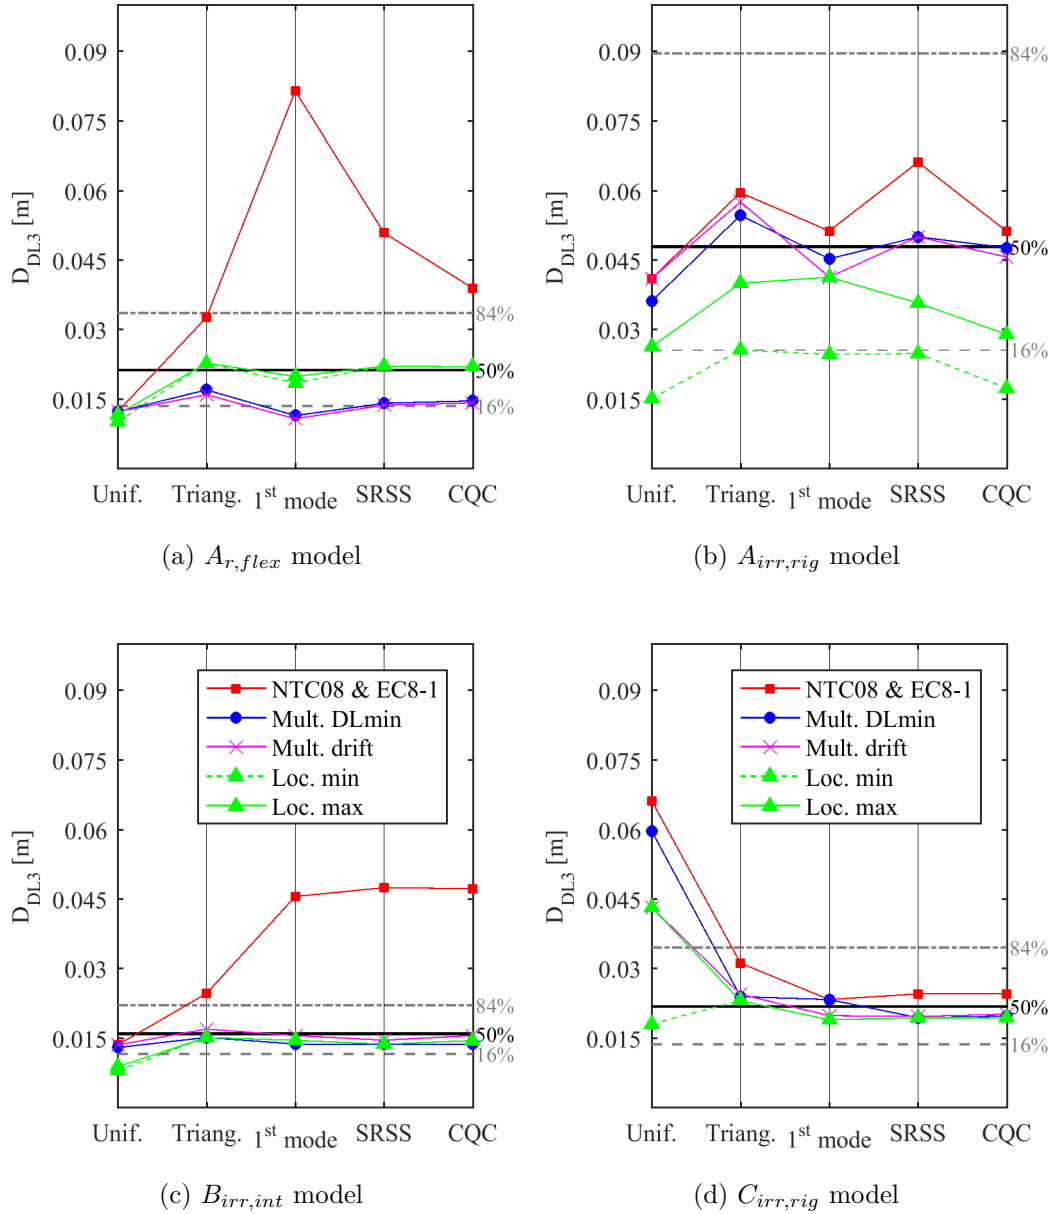 0.09
0.075
0.06
0.045
0.03
0.015
D_DL3 [m]
84%
50%
16%
Unif. Triang. 1st mode SRSS CQC
(a) A_r,flex model
0.09
0.075
0.06
0.045
0.03
0.015
D_DL3 [m]
84%
50%
16%
Unif. Triang. 1st mode SRSS CQC
(b) A_irr,rig model
0.09
0.075
0.06
0.045
0.03
0.015
D_DL3 [m]
NTC08 & EC8-1
Mult. DLmin
Mult. drift
Loc. min
Loc. max
84%
50%
16%
Unif. Triang. 1st mode SRSS CQC
(c) B_irr,int model
0.09
0.075
0.06
0.045
0.03
0.015
D_DL3 [m]
NTC08 & EC8-1
Mult. DLmin
Mult. drift
Loc. min
Loc. max
84%
50%
16%
Unif. Triang. 1st mode SRSS CQC
(d) C_irr,rig model